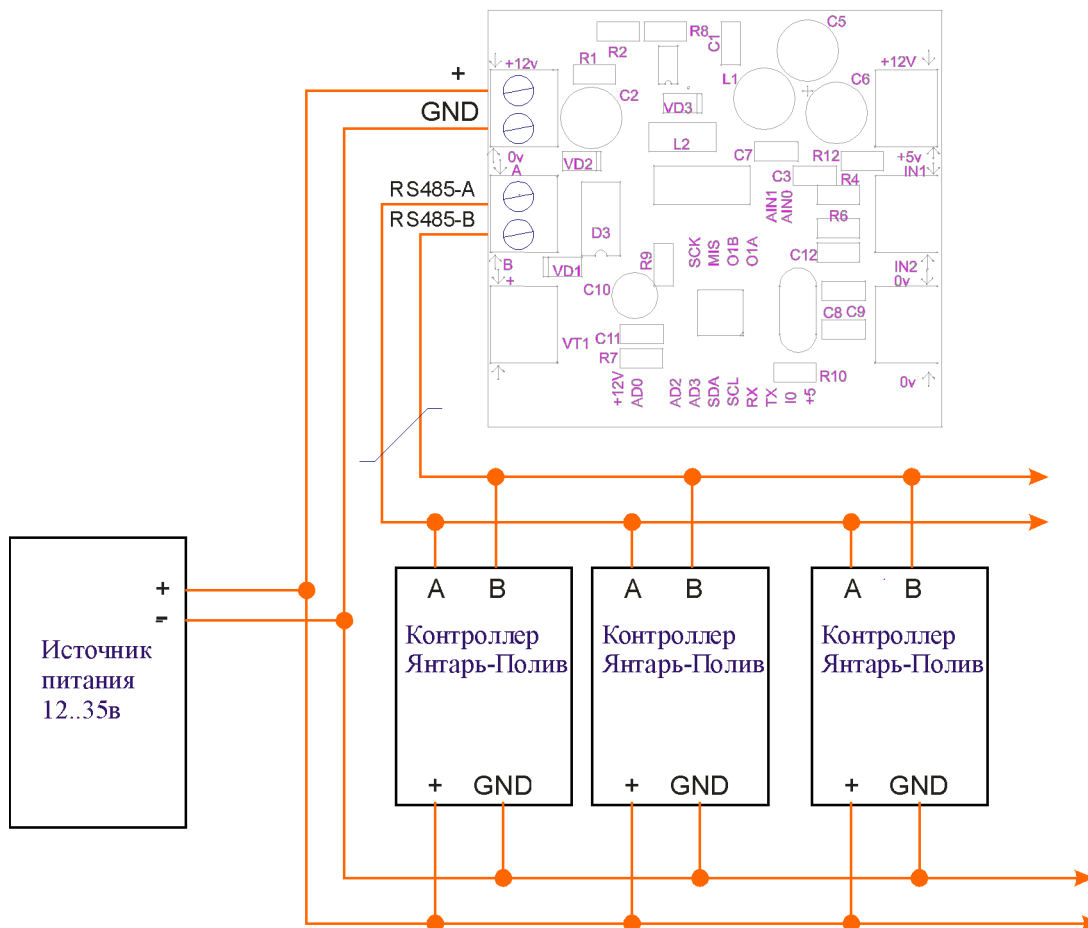 C5
R8
C1
R2
+12v
+12V
R1
L1
+
C6
C2
VD3
GND
L2
C7
R12
0v
VD2
+5v
A
C3
IN1
R4
RS485-A
AIN1
AIN0
R6
RS485-B
D3
SCK
MIS
O1B
O1A
R9
C12
B
VD1
IN2
+
C10
0v
C8
C9
C11
VT1
R7
R10
0v
+12V
AD0
AD2
AD3
SDA
SCL
RX
TX
I0
+5
+
-
Источник
питания
12..35в
A B
Контроллер
Янтарь-Полив
+ GND
A B
Контроллер
Янтарь-Полив
+ GND
A B
Контроллер
Янтарь-Полив
+ GND